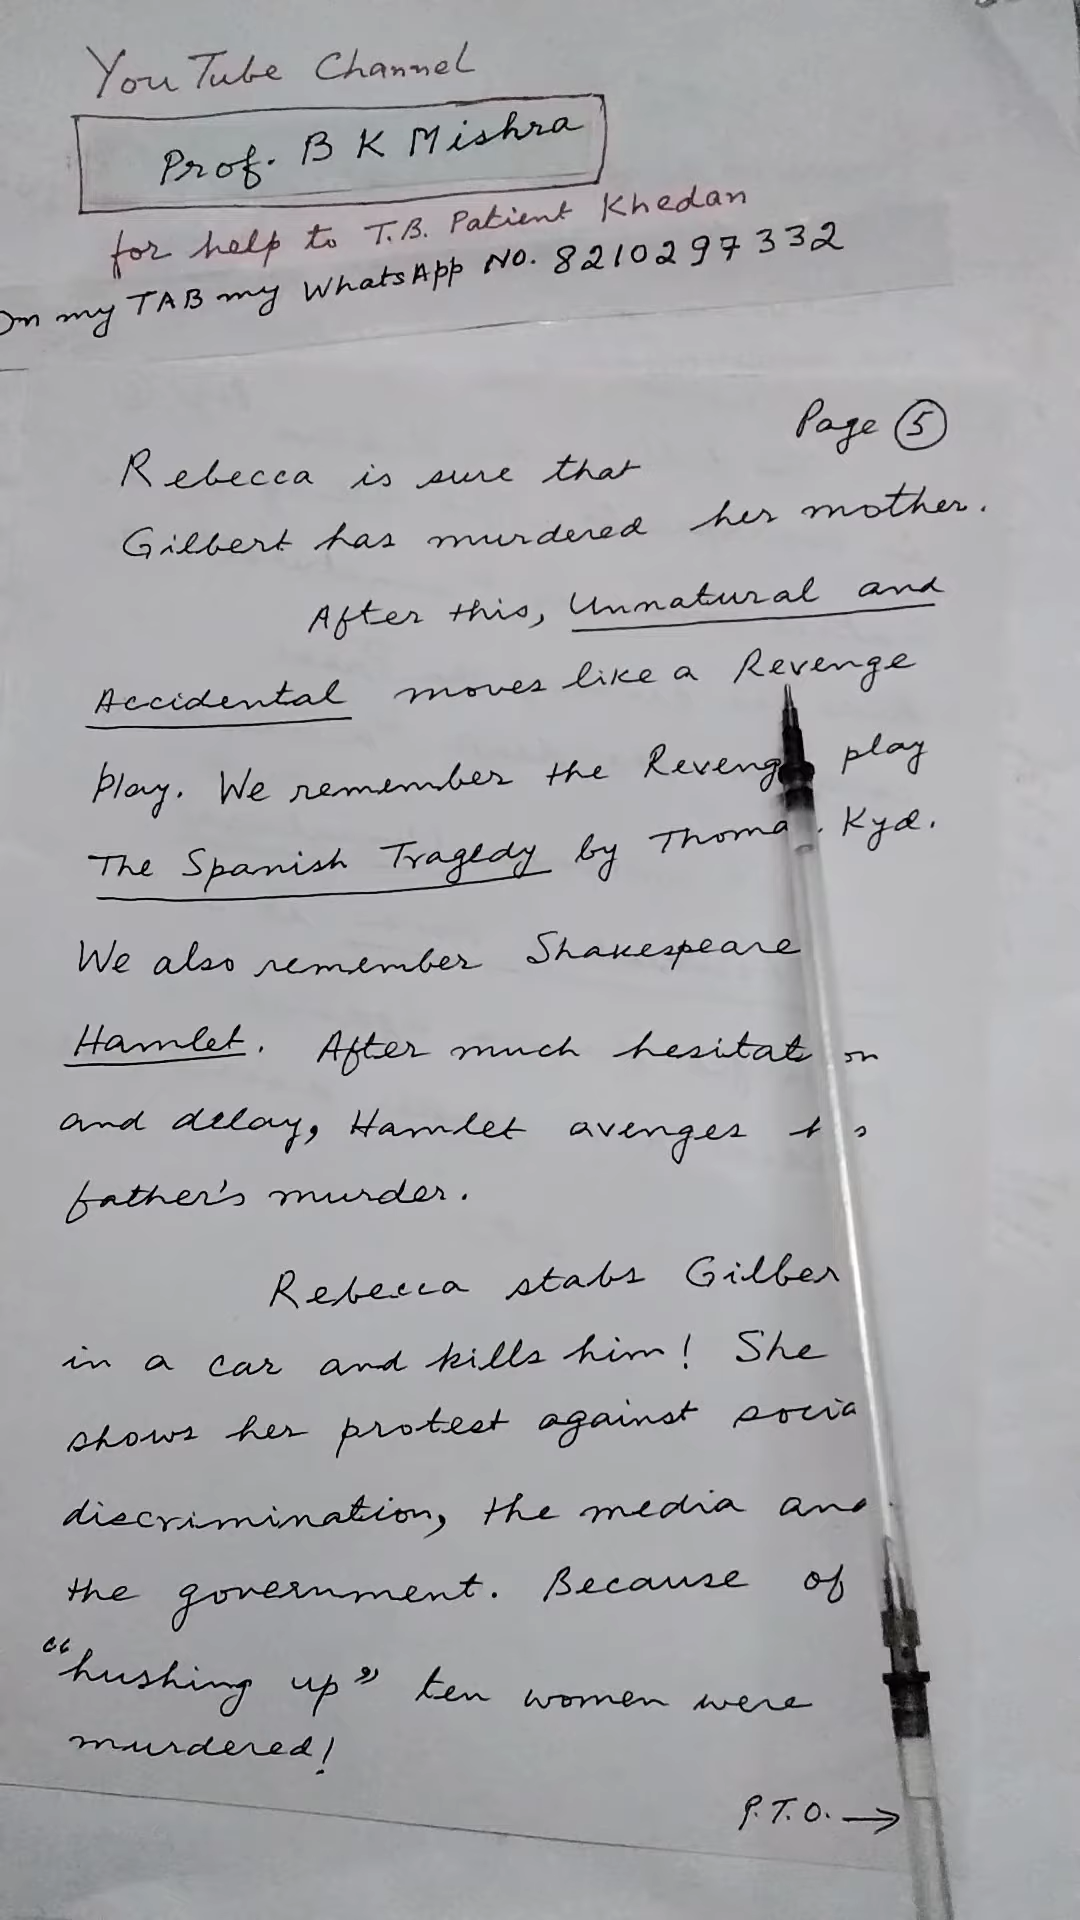 YouTube Channel
Prof. B K Mishra
for help to T.B. Patient Khedan
On my TAB my WhatsApp NO. 8210297332
Page 5
Rebecca is sure that
Gilbert has murdered her mother.
After this, Unnatural and
Accidental moves like a Revenge
play. We remember the Reveng play
The Spanish Tragedy by Thoma. Kyd.
We also remember Shakespeare
Hamlet. After much hesitat on
and delay, Hamlet avenges
father's murder.
Rebecca stabs Gilber
in a car and kills him! She
shows her protest against socia
discrimination, the media and
the government. Because of
"hushing up" ten women were
murdered!
P.T.O. →